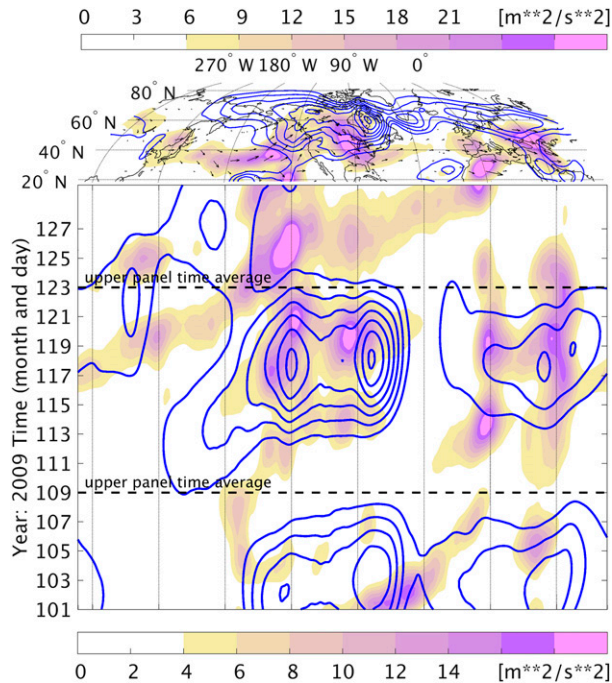 0 3 6 9 12 15 18 21 [m**2/s**2]
270° W 180° W 90° W 0°
80° N
60° N
40° N
20° N
Year: 2009 Time (month and day)
127
upper panel time average
123
121
119
117
115
113
111
upper panel time average
109
107
105
103
101
0 2 4 6 8 10 12 14 [m**2/s**2]